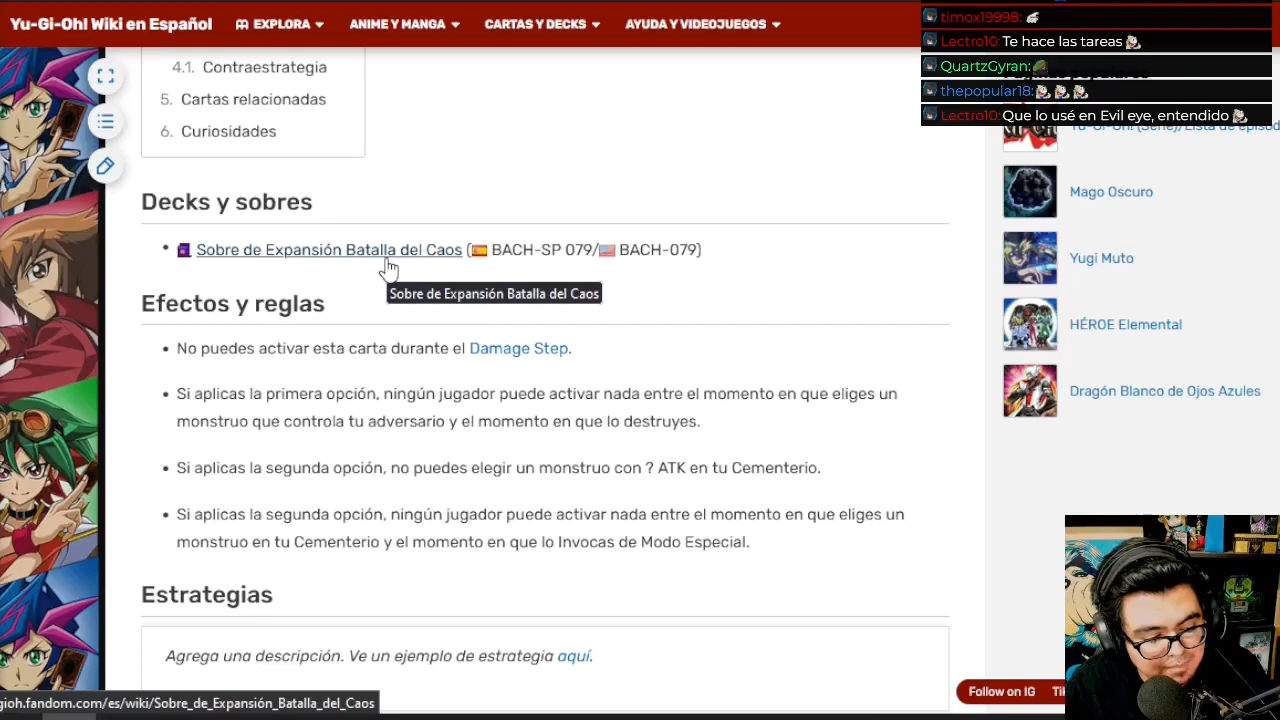 Yu-Gi-Oh! Wiki en Español
EXPLORA
ANIME Y MANGA
CARTAS Y DECKS
AYUDA Y VIDEOJUEGOS
timox19998:
Lectro10: Te hace las tareas
QuartzGyran:
thepopular18:
Lectro10: Que lo usé en Evil eye, entendido
4.1. Contraestrategia
5. Cartas relacionadas
6. Curiosidades
Decks y sobres
• Sobre de Expansión Batalla del Caos (BACH-SP 079/BACH-079)
Sobre de Expansión Batalla del Caos
Efectos y reglas
• No puedes activar esta carta durante el Damage Step.
• Si aplicas la primera opción, ningún jugador puede activar nada entre el momento en que eliges un
monstruo que controla tu adversario y el momento en que lo destruyes.
• Si aplicas la segunda opción, no puedes elegir un monstruo con ? ATK en tu Cementerio.
• Si aplicas la segunda opción, ningún jugador puede activar nada entre el momento en que eliges un
monstruo en tu Cementerio y el momento en que lo Invocas de Modo Especial.
Estrategias
Agrega una descripción. Ve un ejemplo de estrategia aquí.
Yu-Gi-Oh! (Serie)/Lista de episod
Mago Oscuro
Yugi Muto
HÉROE Elemental
Dragón Blanco de Ojos Azules
Follow on IG
gioh.fandom.com/es/wiki/Sobre_de_Expansión_Batalla_del_Caos